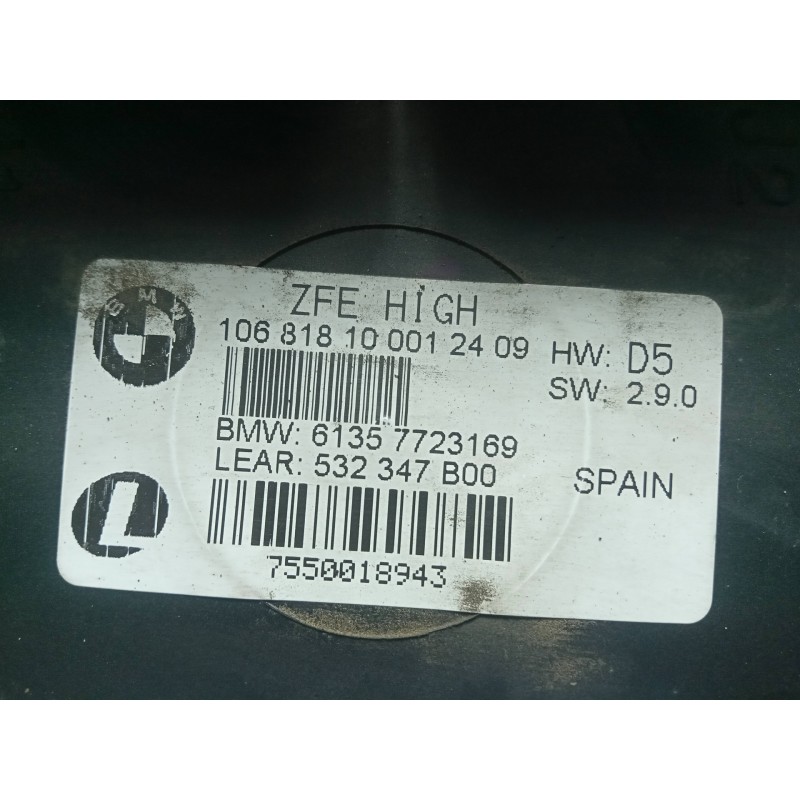 ZFE HIGH
106 818 10 001 24 09
HW: D5
SW: 2.9.0
BMW
BMW: 6135 7723169
LEAR: 532 347 B00
SPAIN
L
7550018943